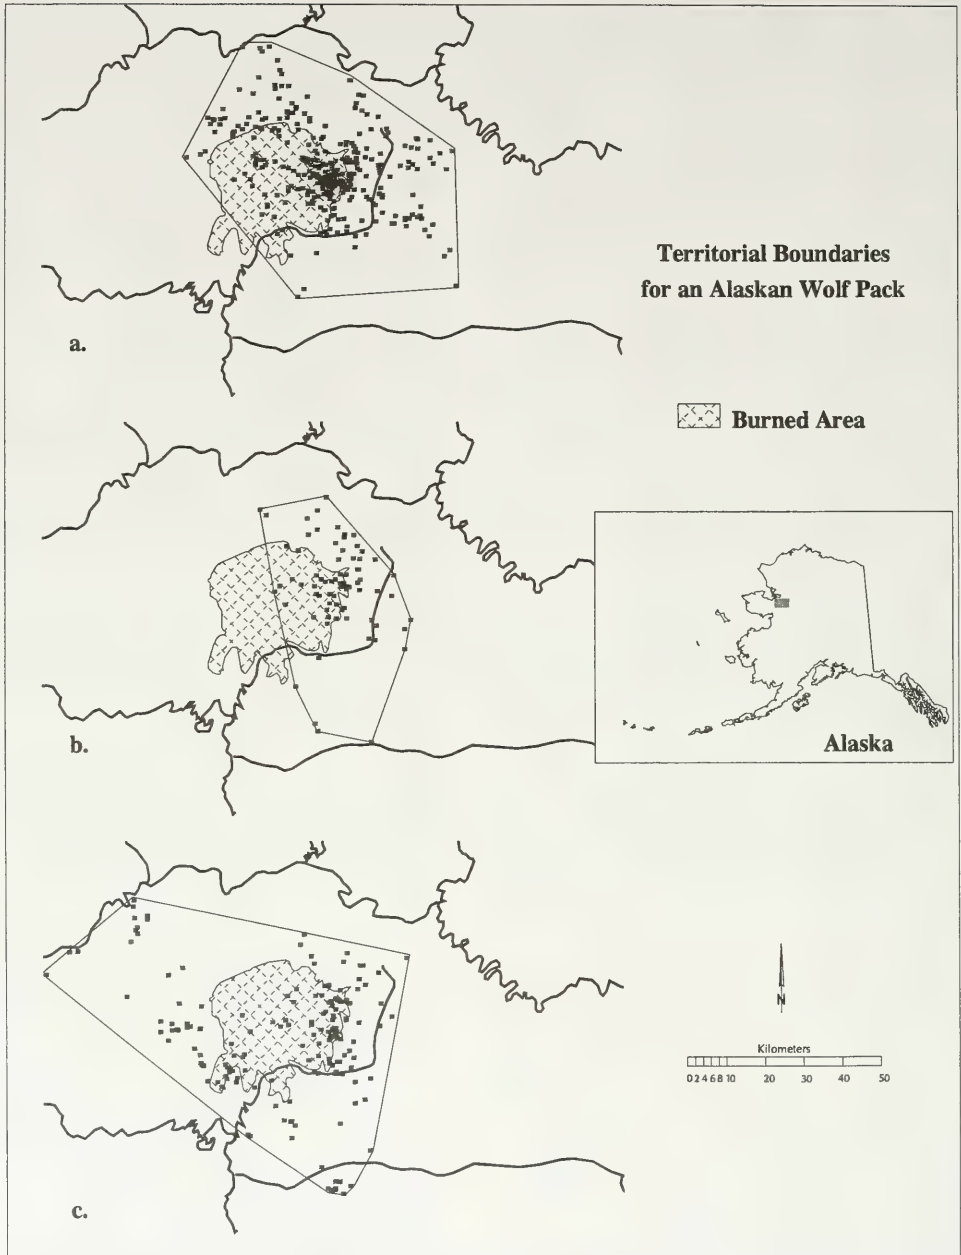 Territorial Boundaries
for an Alaskan Wolf Pack
a.
Burned Area
b.
Alaska
N
Kilometers
0 2 4 6 8 10 20 30 40 50
c.